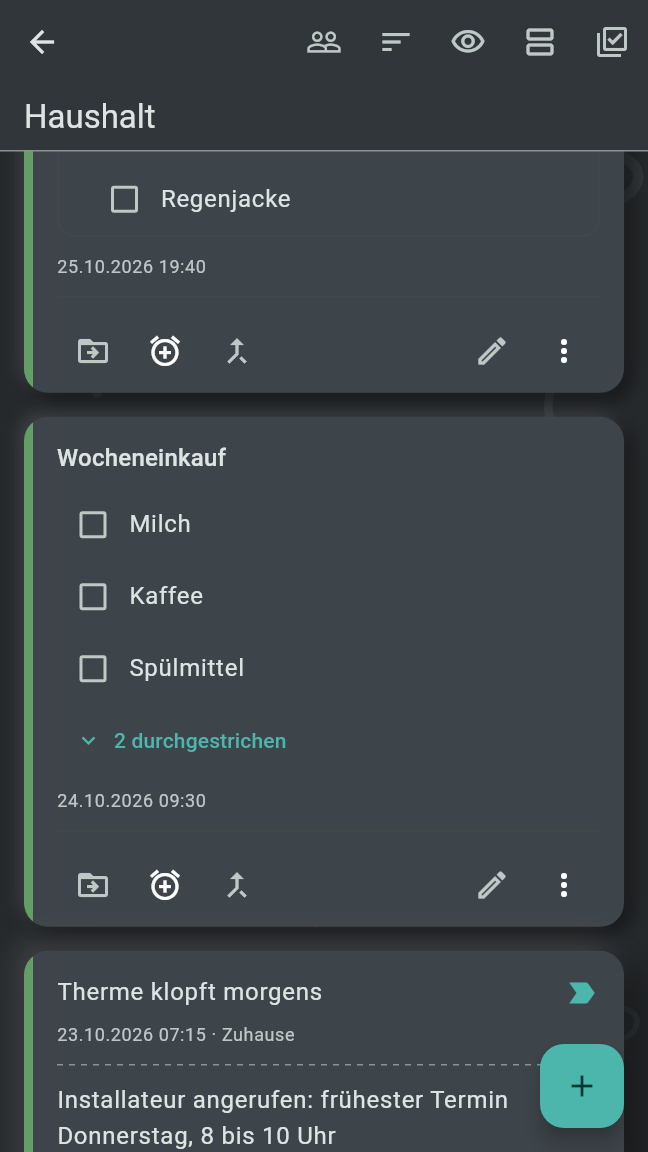 Haushalt
Regenjacke
25.10.2026 19:40
Wocheneinkauf
Milch
Kaffee
Spülmittel
2 durchgestrichen
24.10.2026 09:30
Therme klopft morgens
23.10.2026 07:15 · Zuhause
Installateur angerufen: frühester Termin
Donnerstag, 8 bis 10 Uhr